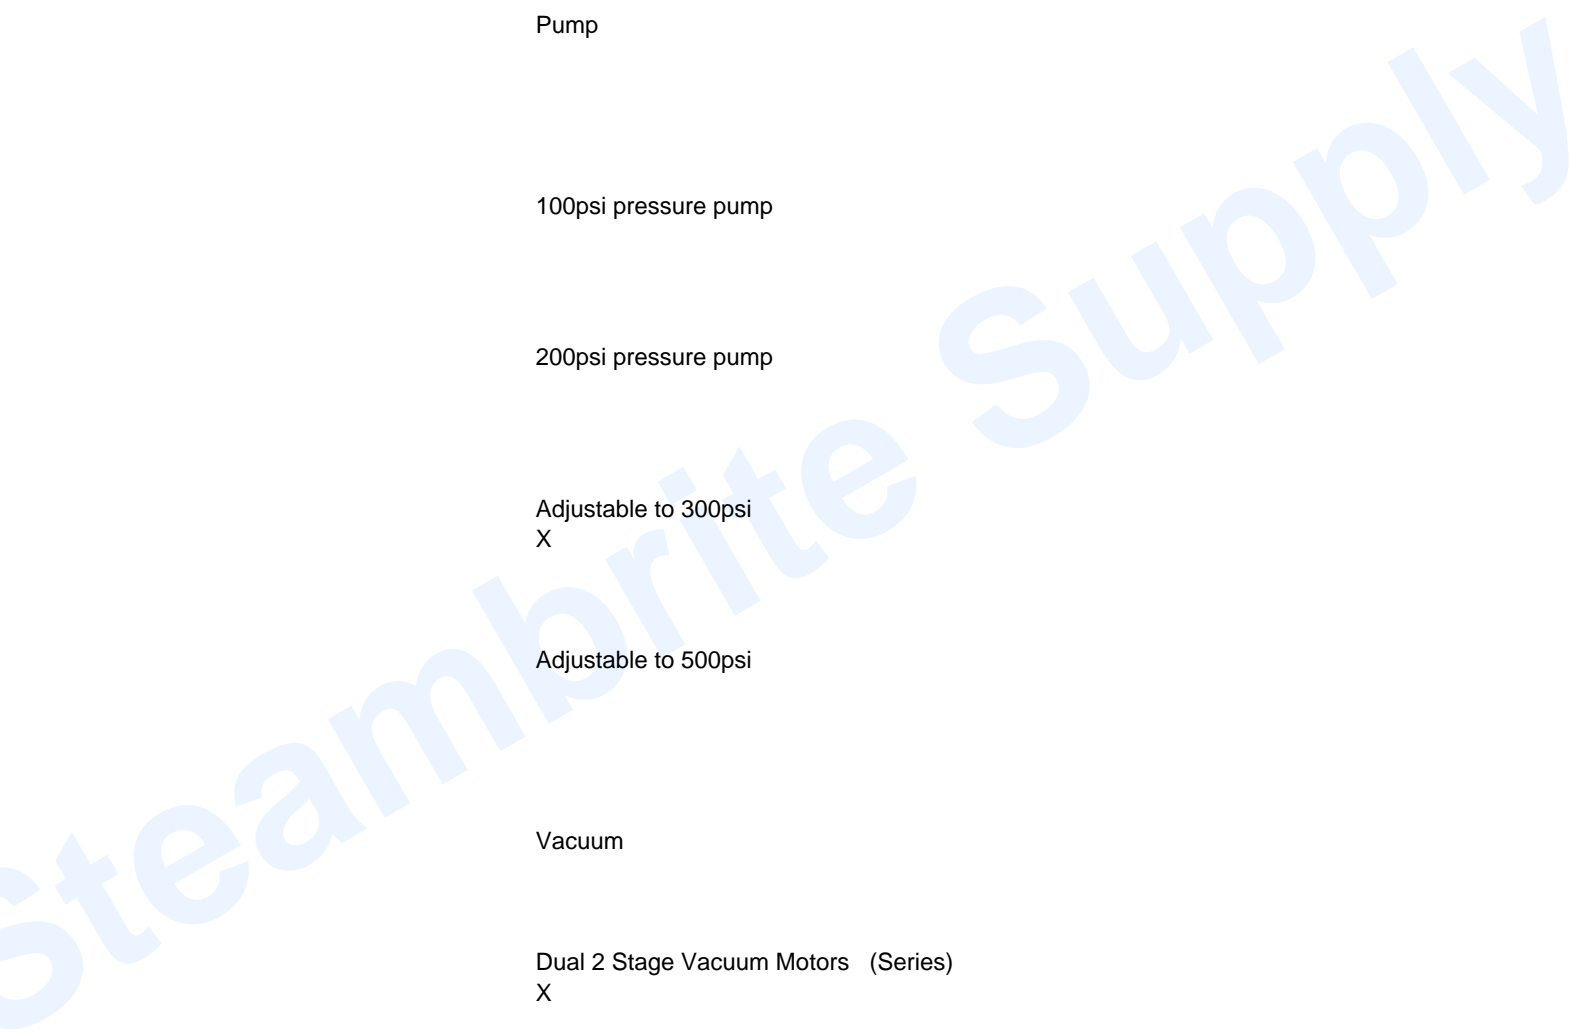 Pump
100psi pressure pump
200psi pressure pump
Adjustable to 300psi
X
Adjustable to 500psi
Vacuum
Dual 2 Stage Vacuum Motors (Series)
X
Steambrite Supply